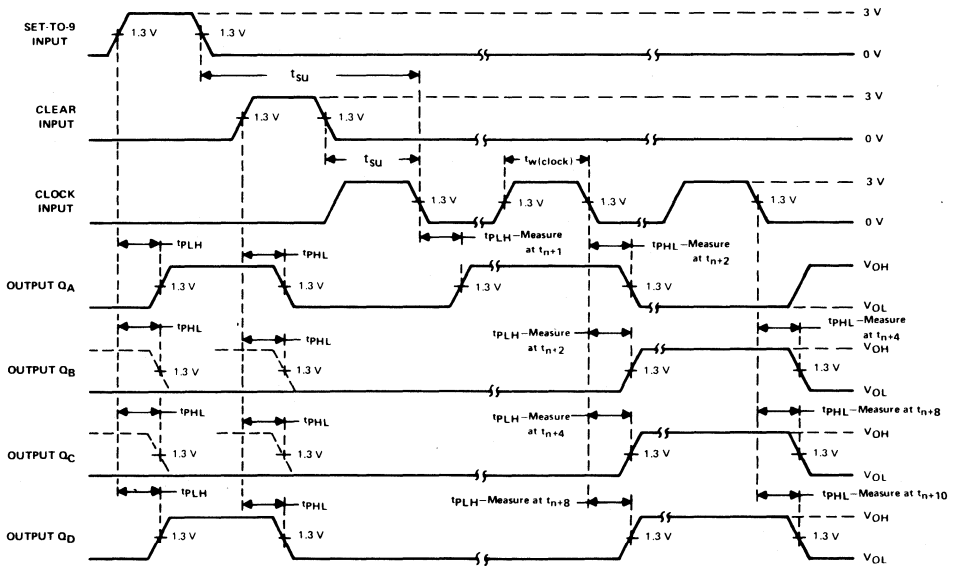 SET-TO-9
INPUT
1.3 V
1.3 V
3 V
0 V
tsu
CLEAR
INPUT
1.3 V
1.3 V
3 V
0 V
tsu
tw(clock)
CLOCK
INPUT
1.3 V
1.3 V
1.3 V
1.3 V
3 V
0 V
tPLH
tPHL
tPLH–Measure
at tn+1
tPHL–Measure
at tn+2
OUTPUT QA
1.3 V
1.3 V
1.3 V
1.3 V
VOH
VOL
tPHL
tPHL
tPLH–Measure
at tn+2
tPHL–Measure
at tn+4
OUTPUT QB
1.3 V
1.3 V
1.3 V
1.3 V
VOH
VOL
tPHL
tPHL
tPLH–Measure
at tn+4
tPHL–Measure at tn+8
OUTPUT QC
1.3 V
1.3 V
1.3 V
1.3 V
VOH
VOL
tPLH
tPHL
tPLH–Measure at tn+8
tPHL–Measure at tn+10
OUTPUT QD
1.3 V
1.3 V
1.3 V
1.3 V
VOH
VOL